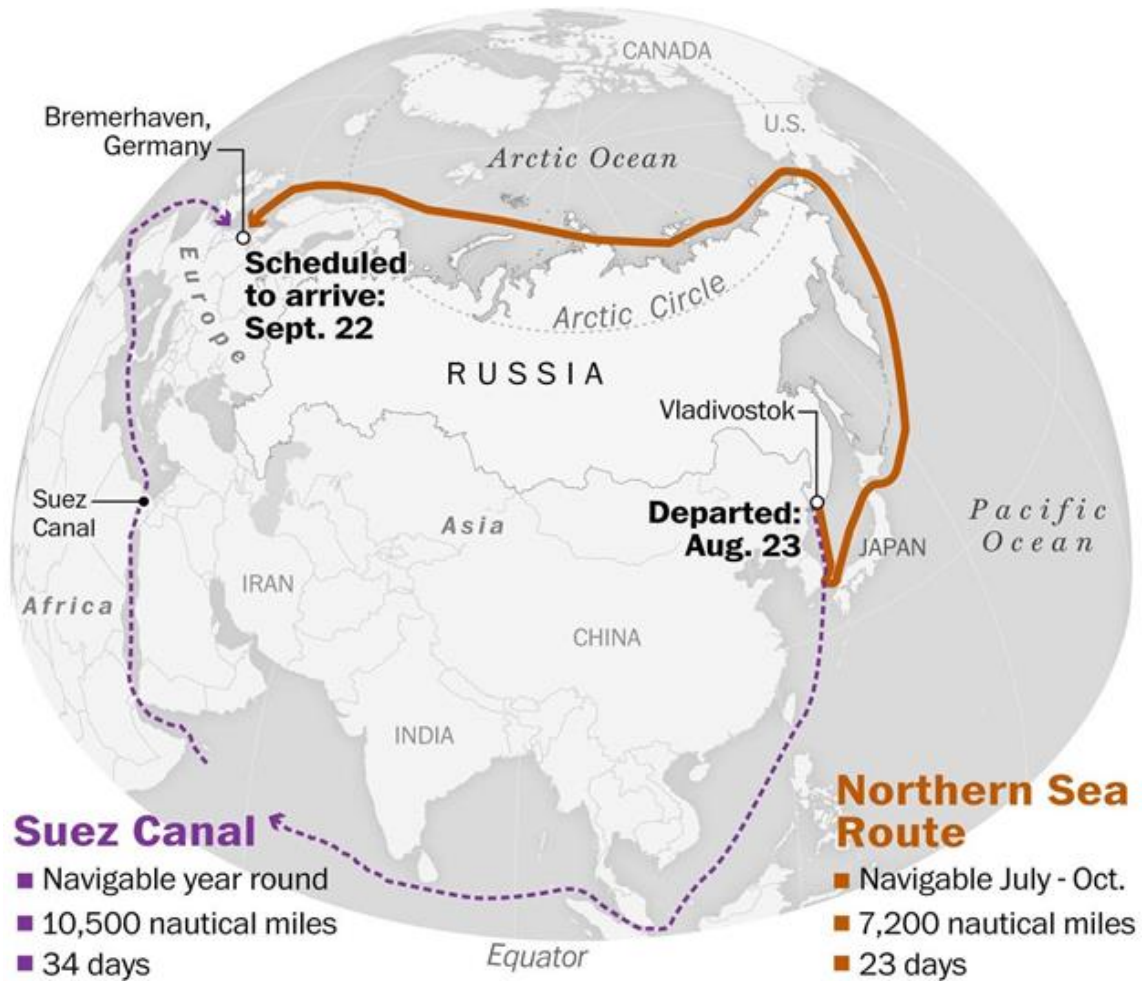 CANADA
U.S.
Bremerhaven,
Germany
Arctic Ocean
Scheduled
to arrive:
Sept. 22
Europe
Arctic Circle
RUSSIA
Vladivostok
Suez
Canal
Departed:
Aug. 23
Asia
Pacific
Ocean
JAPAN
IRAN
Africa
CHINA
INDIA
Suez Canal
■ Navigable year round
■ 10,500 nautical miles
■ 34 days
Equator
Northern Sea
Route
■ Navigable July - Oct.
■ 7,200 nautical miles
■ 23 days